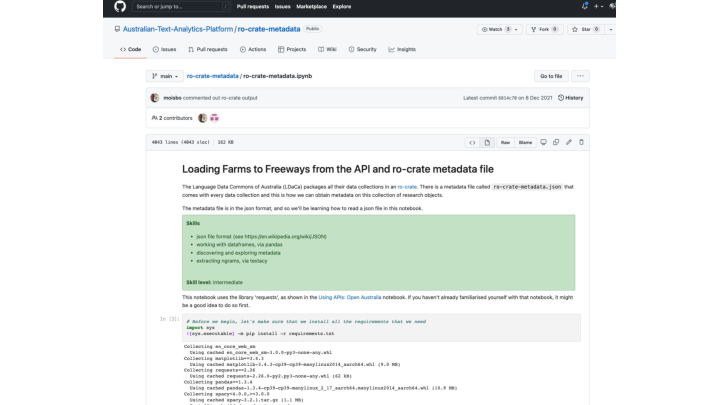 Search or jump to...
Pull requests Issues Marketplace Explore
Australian-Text-Analytics-Platform / ro-crate-metadata Public
Watch 3 Fork 0 Star 0
Code Issues Pull requests Actions Projects Wiki Security Insights
main ro-crate-metadata / ro-crate-metadata.ipynb Go to file ...
moisbo commented out ro-crate output Latest commit on 8 Dec 2021 History
2 contributors
4043 lines (4043 sloc) 162 KB Raw Blame
Loading Farms to Freeways from the API and ro-crate metadata file
The Language Data Commons of Australia (LDaCa) packages all their data collections in an ro-crate. There is a metadata file called ro-crate-metadata.json that
comes with every data collection and this is how we can obtain metadata on this collection of research objects.
The metadata file is in the json format, and so we'll be learning how to read a json file in this notebook.
Skills
• json file format (see https://en.wikipedia.org/wiki/JSON)
• working with dataframes, via pandas
• discovering and exploring metadata
• extracting ngrams, via textacy
Skill level: Intermediate
This notebook uses the library 'requests', as shown in the Using APIs: Open Australia notebook. If you haven't already familiarised yourself with that notebook, it might
be a good idea to do so first.
In [3]: # Before we begin, let's make sure that we install all the requirements that we need
import sys
!{sys.executable} -m pip install -r requirements.txt
Collecting en_core_web_sm
Using cached en_core_web_sm-3.0.0-py3-none-any.whl
Collecting matplotlib==3.4.3
Using cached matplotlib-3.4.3-cp39-cp39-manylinux2014_aarch64.whl (9.0 MB)
Collecting requests==2.26
Using cached requests-2.26.0-py2.py3-none-any.whl (62 kB)
Collecting pandas==1.3.4
Using cached pandas-1.3.4-cp39-cp39-manylinux_2_17_aarch64.manylinux2014_aarch64.whl (10.9 MB)
Collecting spacy<4.0.0,>=3.0.0
Using cached spacy-3.2.1.tar.gz (1.1 MB)